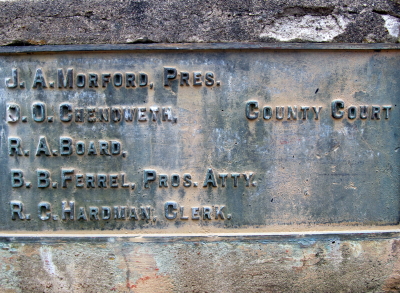 J. A. MORFORD, PRES.
O. CHENOWETH, COUNTY COURT
R. A. BOARD,
B. B. FERREL, PROS. ATTY.
R. C. HARDMAN, CLERK.